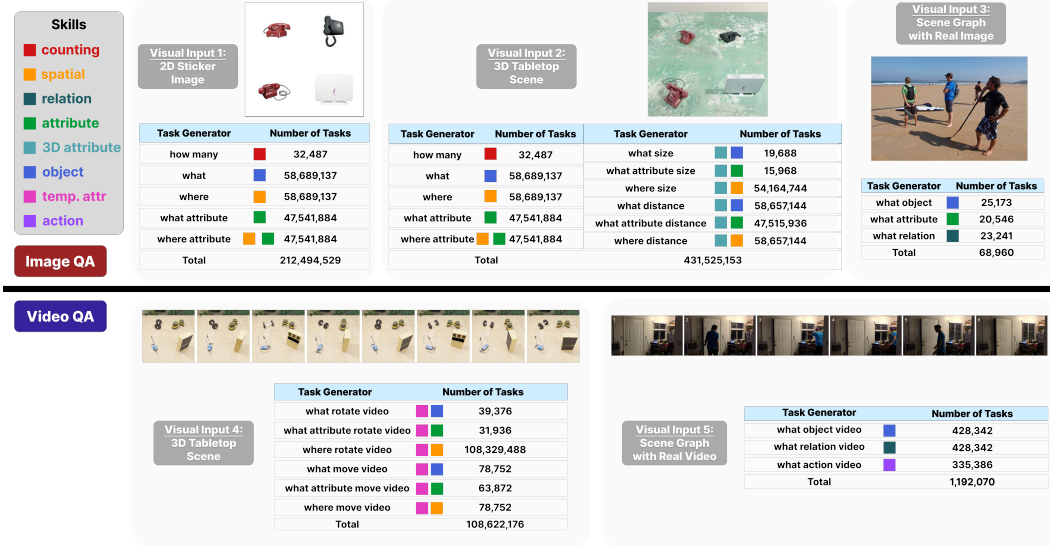 Skills
counting
spatial
relation
attribute
3D attribute
object
temp. attr
action
Image QA
Visual Input 1:
2D Sticker
Image
Task Generator Number of Tasks
how many 32,487
what 58,689,137
where 58,689,137
what attribute 47,541,884
where attribute 47,541,884
Total 212,494,529
Visual Input 2:
3D Tabletop
Scene
Task Generator Number of Tasks
how many 32,487
what 58,689,137
where 58,689,137
what attribute 47,541,884
where attribute 47,541,884
Task Generator Number of Tasks
what size 19,688
what attribute size 15,968
where size 54,164,744
what distance 58,657,144
what attribute distance 47,515,936
where distance 58,657,144
Total 431,525,153
Visual Input 3:
Scene Graph
with Real Image
Task Generator Number of Tasks
what object 25,173
what attribute 20,546
what relation 23,241
Total 68,960
Video QA
Visual Input 4:
3D Tabletop
Scene
Task Generator Number of Tasks
what rotate video 39,376
what attribute rotate video 31,936
where rotate video 108,329,488
what move video 78,752
what attribute move video 63,872
where move video 78,752
Total 108,622,176
Visual Input 5:
Scene Graph
with Real Video
Task Generator Number of Tasks
what object video 428,342
what relation video 428,342
what action video 335,386
Total 1,192,070